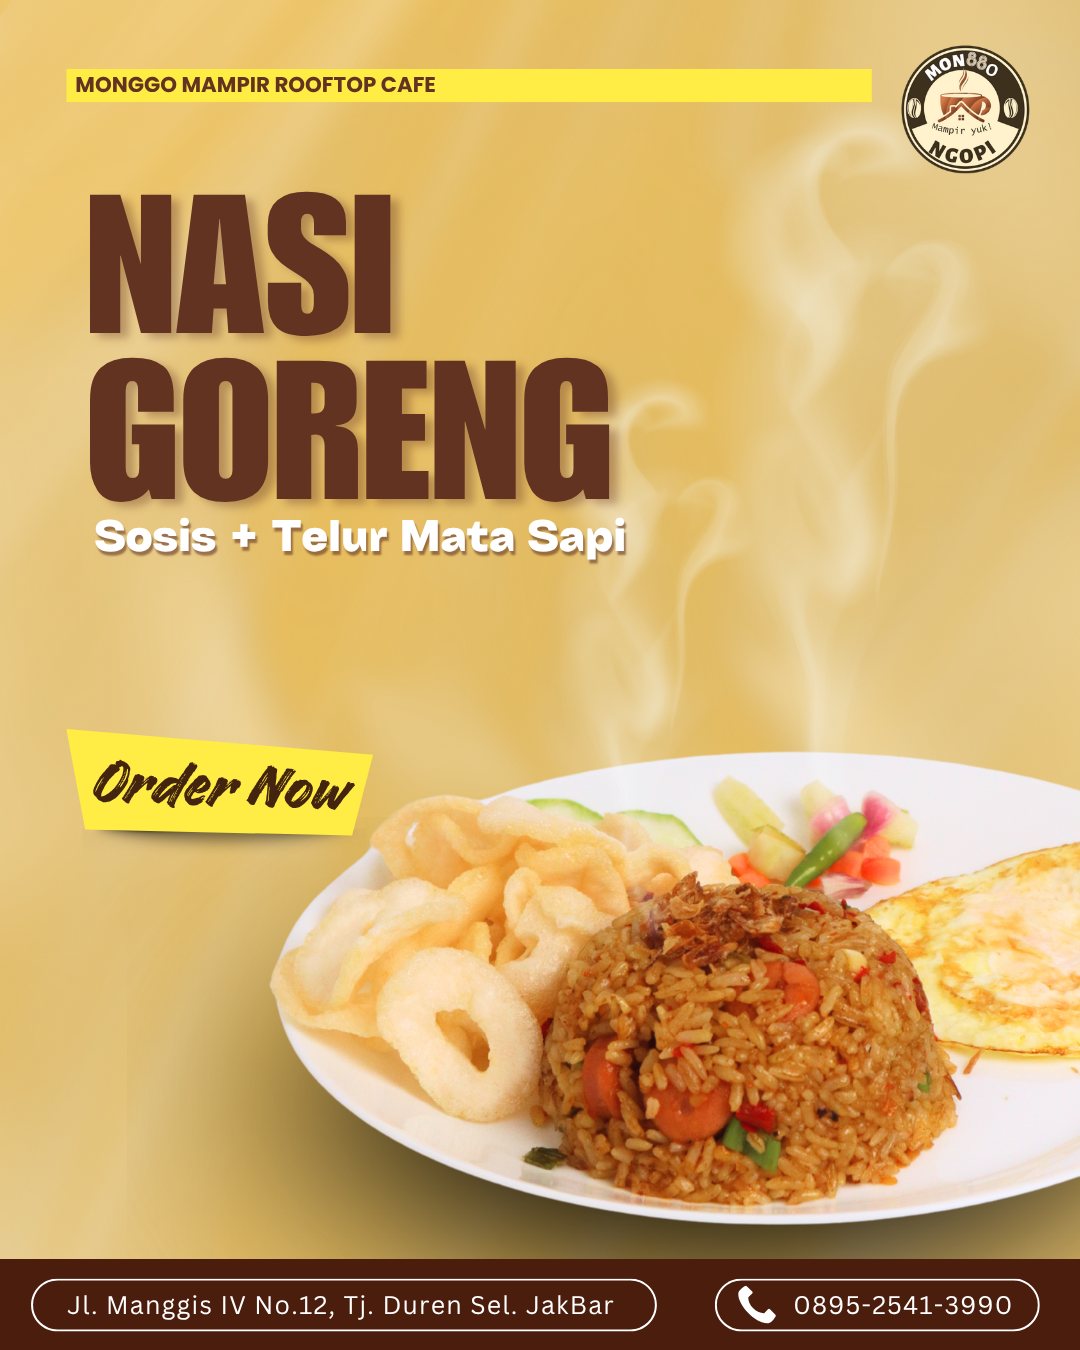 MONGGO MAMPIR ROOFTOP CAFE
MON88O
Mampir yuk!
NGOPI
NASI
GORENG
Sosis + Telur Mata Sapi
Order Now
Jl. Manggis IV No.12, Tj. Duren Sel. JakBar
0895-2541-3990